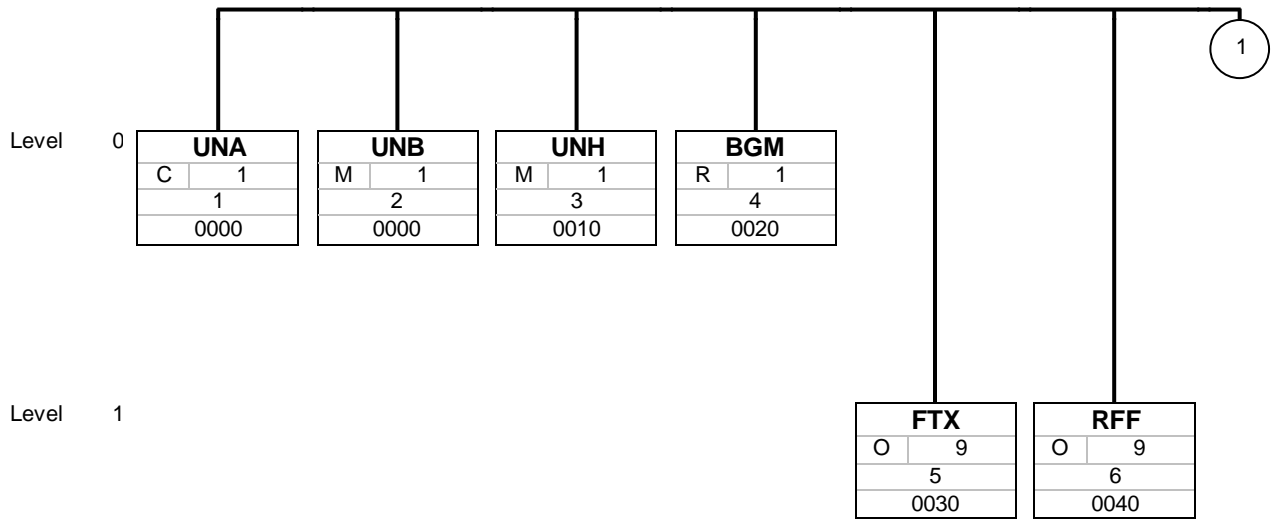 1
Level 0
UNA UNB UNH BGM
C 1 M 1 M 1 R 1
1 2 3 4
0000 0000 0010 0020
Level 1
FTX RFF
O 9 O 9
5 6
0030 0040